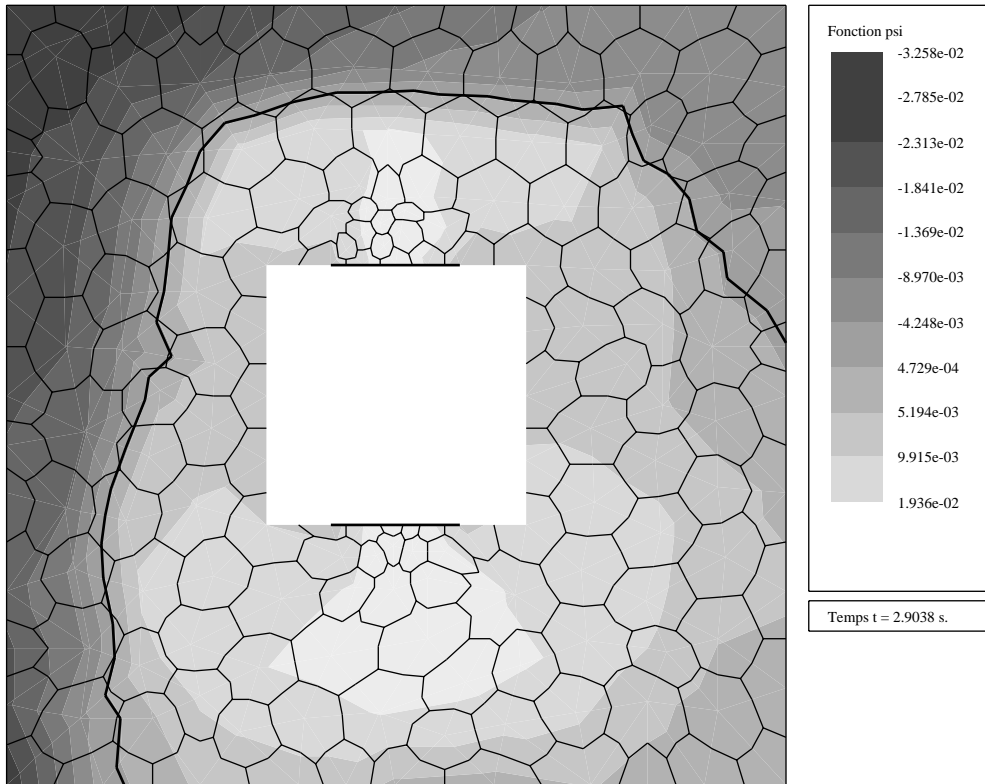 Fonction psi
-3.258e-02
-2.785e-02
-2.313e-02
-1.841e-02
-1.369e-02
-8.970e-03
-4.248e-03
4.729e-04
5.194e-03
9.915e-03
1.936e-02
Temps t = 2.9038 s.